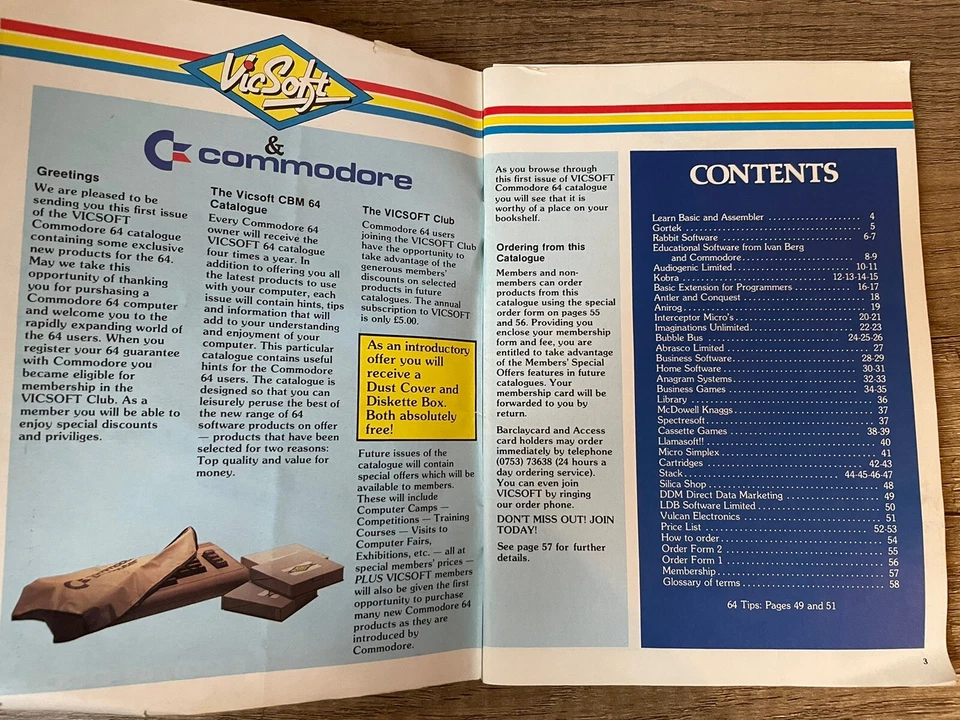 VicSoft
&
commodore
Greetings
We are pleased to be
sending you this first issue
of the VICSOFT
Commodore 64 catalogue
containing some exclusive
new products for the 64.
May we take this
opportunity of thanking
you for purshasing a
Commodore 64 computer
and welcome you to the
rapidly expanding world of
the 64 users. When you
register your 64 guarantee
with Commodore you
became eligible for
membership in the
VICSOFT Club. As a
member you will be able to
enjoy special discounts
and priviliges.
The Vicsoft CBM 64
Catalogue
Every Commodore 64
owner will receive the
VICSOFT 64 catalogue
four times a year. In
addition to offering you all
the latest products to use
with your computer, each
issue will contain hints, tips
and information that will
add to your understanding
and enjoyment of your
computer. This particular
catalogue contains useful
hints for the Commodore
64 users. The catalogue is
designed so that you can
leisurely peruse the best of
the new range of 64
software products on offer
— products that have been
selected for two reasons:
Top quality and value for
money.
The VICSOFT Club
Commodore 64 users
joining the VICSOFT Club
have the opportunity to
take advantage of the
generous members'
discounts on selected
products in future
catalogues. The annual
subscription to VICSOFT
is only £5.00.
As an introductory
offer you will
receive a
Dust Cover and
Diskette Box.
Both absolutely
free!
Future issues of the
catalogue will contain
special offers which will be
available to members.
These will include
Computer Camps —
Competitions — Training
Courses — Visits to
Computer Fairs,
Exhibitions, etc. — all at
special members' prices —
PLUS VICSOFT members
will also be given the first
opportunity to purchase
many new Commodore 64
products as they are
introduced by
Commodore.
As you browse through
this first issue of VICSOFT
Commodore 64 catalogue
you will see that it is
worthy of a place on your
bookshelf.
Ordering from this
Catalogue
Members and non-
members can order
products from this
catalogue using the special
order form on pages 55
and 56. Providing you
enclose your membership
form and fee, you are
entitled to take advantage
of the Members' Special
Offers features in future
catalogues. Your
membership card will be
forwarded to you by
return.
Barclaycard and Access
card holders may order
immediately by telephone
(0753) 73638 (24 hours a
day ordering service).
You can even join
VICSOFT by ringing
our order phone.
DON'T MISS OUT! JOIN
TODAY!
See page 57 for further
details.
CONTENTS
Learn Basic and Assembler .................... 4
Gortek .................... 5
Rabbit Software .................... 6-7
Educational Software from Ivan Berg
and Commodore .................... 8-9
Audiogenic Limited .................... 10-11
Kobra .................... 12-13-14-15
Basic Extension for Programmers .................... 16-17
Antler and Conquest .................... 18
Anirog .................... 19
Interceptor Micro's .................... 20-21
Imaginations Unlimited .................... 22-23
Bubble Bus .................... 24-25-26
Abrasco Limited .................... 27
Business Software .................... 28-29
Home Software .................... 30-31
Anagram Systems .................... 32-33
Business Games .................... 34-35
Library .................... 36
McDowell Knaggs .................... 37
Spectresoft .................... 37
Cassette Games .................... 38-39
Llamasoft!! .................... 40
Micro Simplex .................... 41
Cartridges .................... 42-43
Stack .................... 44-45-46-47
Silica Shop .................... 48
DDM Direct Data Marketing .................... 49
LDB Software Limited .................... 50
Vulcan Electronics .................... 51
Price List .................... 52-53
How to order .................... 54
Order Form 2 .................... 55
Order Form 1 .................... 56
Membership .................... 57
Glossary of terms .................... 58
64 Tips: Pages 49 and 51
3